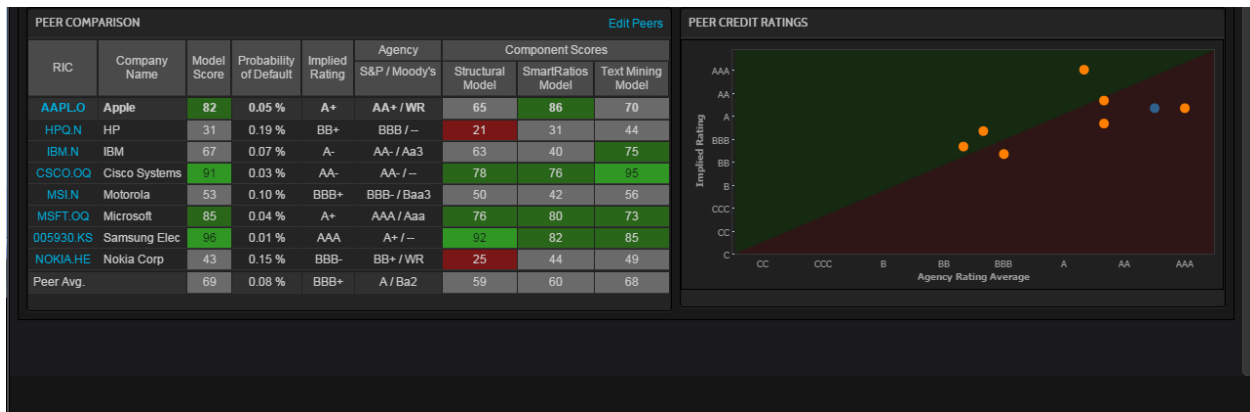 PEER COMPARISON
Edit Peers
RIC Company Name Model Score Probability of Default Implied Rating Agency Component Scores
S&P / Moody's Structural Model SmartRatios Model Text Mining Model
AAPL.O Apple 82 0.05 % A+ AA+ / WR 65 86 70
HPQ.N HP 31 0.19 % BB+ BBB / -- 21 31 44
IBM.N IBM 67 0.07 % A- AA- / Aa3 63 40 75
CSCO.OQ Cisco Systems 91 0.03 % AA- AA- / -- 78 76 95
MSI.N Motorola 53 0.10 % BBB+ BBB- / Baa3 50 42 56
MSFT.OQ Microsoft 85 0.04 % A+ AAA / Aaa 76 80 73
005930.KS Samsung Elec 96 0.01 % AAA A+ / -- 92 82 85
NOKIA.HE Nokia Corp 43 0.15 % BBB- BB+ / WR 25 44 49
Peer Avg. 69 0.08 % BBB+ A / Ba2 59 60 68
PEER CREDIT RATINGS
Implied Rating
AAA
AA
A
BBB
BB
B
CCC
CC
C
CC CCC B BB BBB A AA AAA
Agency Rating Average